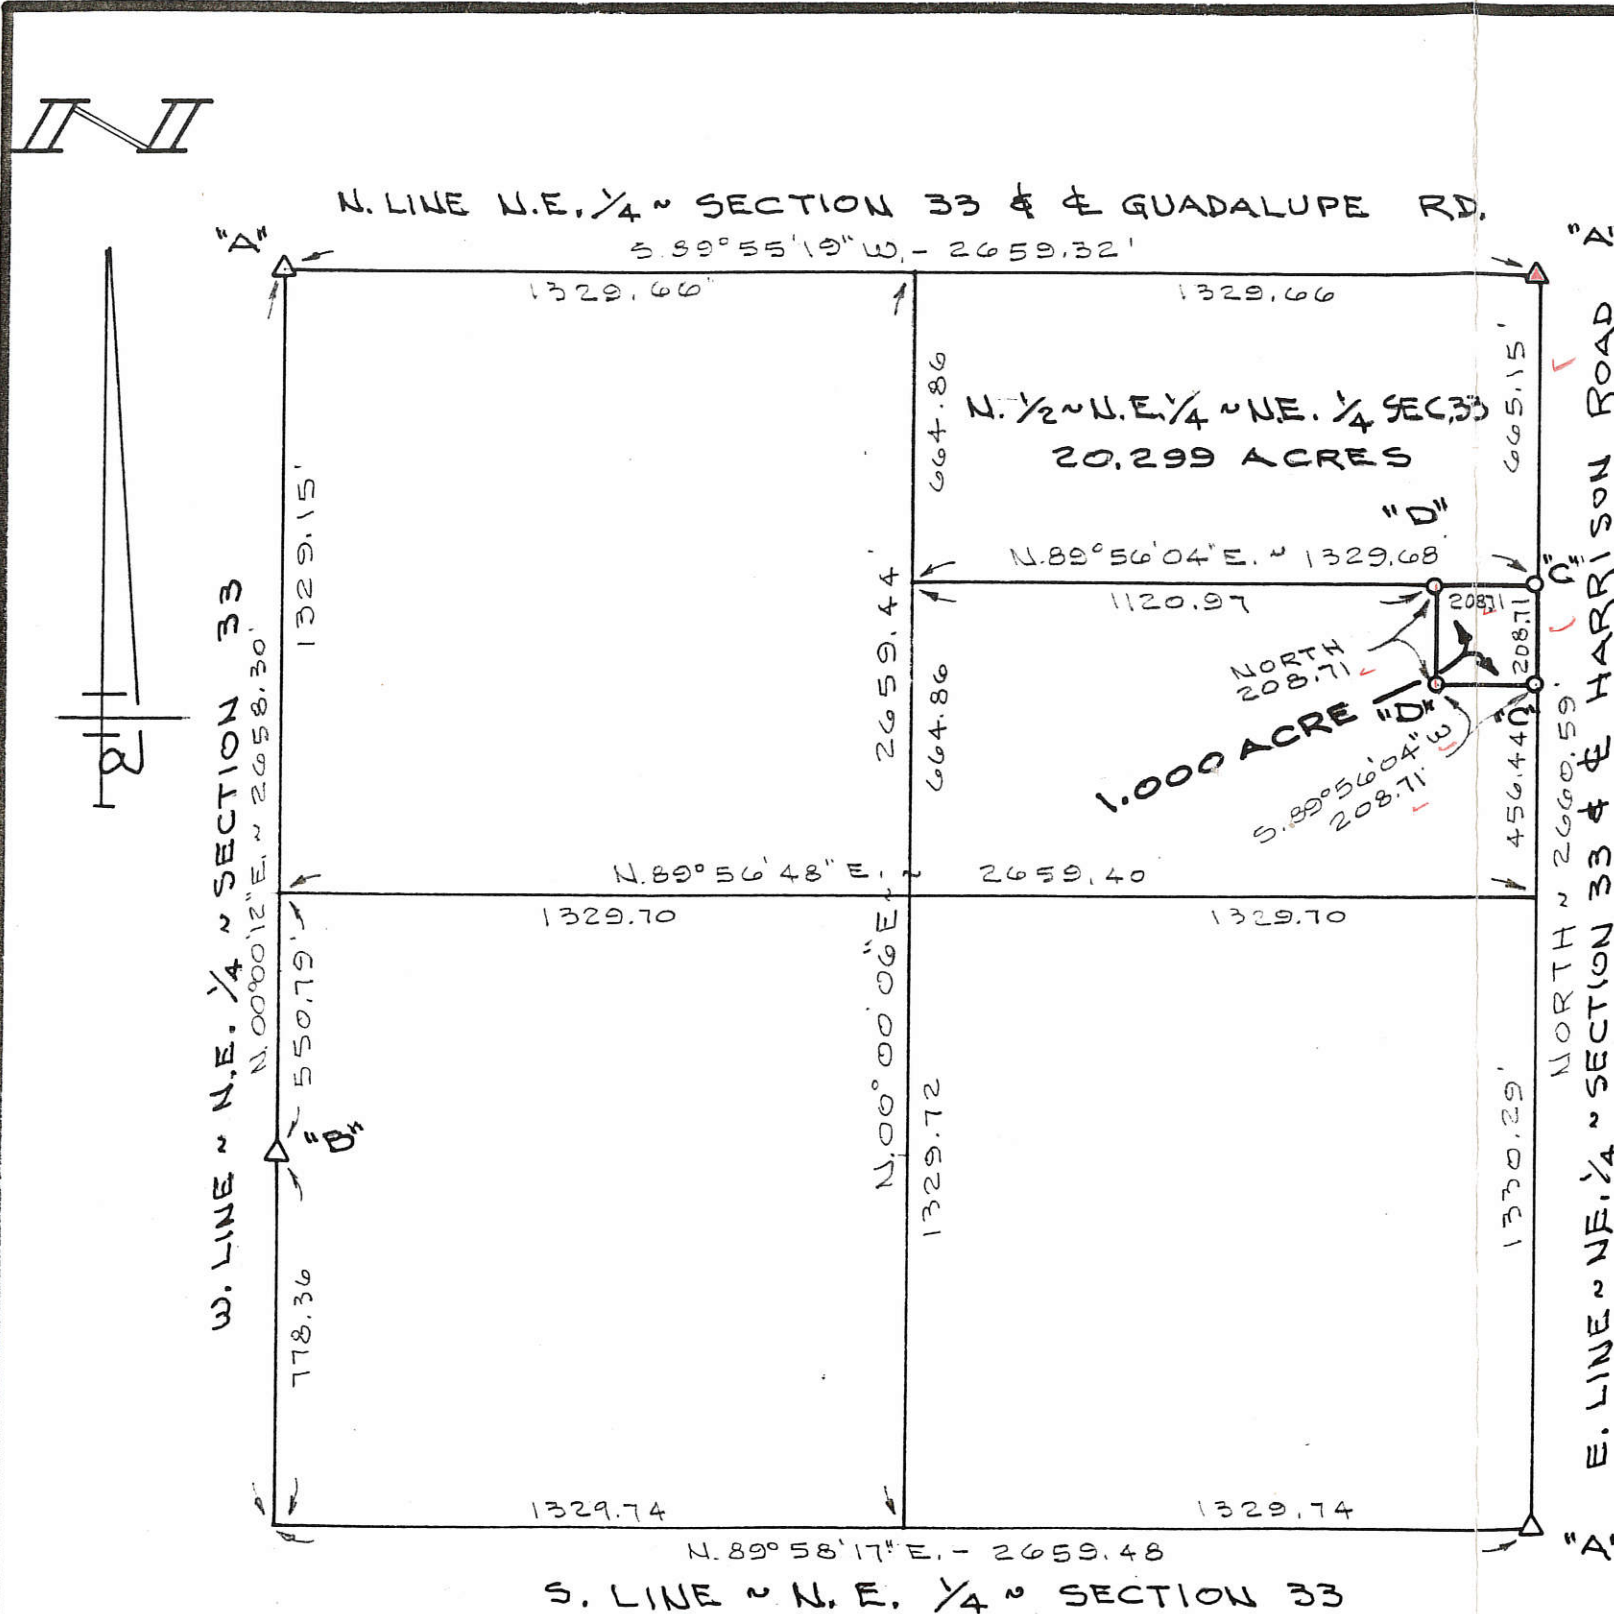 N
N. LINE N.E. 1/4 ~ SECTION 33 & ℄ GUADALUPE RD.
"A"
S.89°55'19"W. - 2659.32'
"A"
1329.66
1329.66
665.15'
664.86
N. 1/2 ~ N.E. 1/4 ~ N.E. 1/4 SEC. 33
20.299 ACRES
1329.15'
"D"
N.89°56'04"E. ~ 1329.68
"C"
1120.97
208.71
208.71
NORTH
208.71
2659.44'
664.86
1.000 ACRE
"D"
"C"
S.89°56'04"W
208.71
456.44
W. LINE ~ N.E. 1/4 ~ SECTION 33
N.00°00'12"E. ~ 2658.30'
N.89°56'48"E. ~ 2659.40
1329.70
1329.70
550.79'
"B"
N.00°00'06"E ~
1329.72
1330.29'
NORTH ~ 2660.59'
E. LINE ~ NE. 1/4 ~ SECTION 33 & ℄ HARRISON ROAD
778.36
1329.74
1329.74
N.89°58'17"E. - 2659.48
"A"
S. LINE ~ N.E. 1/4 ~ SECTION 33